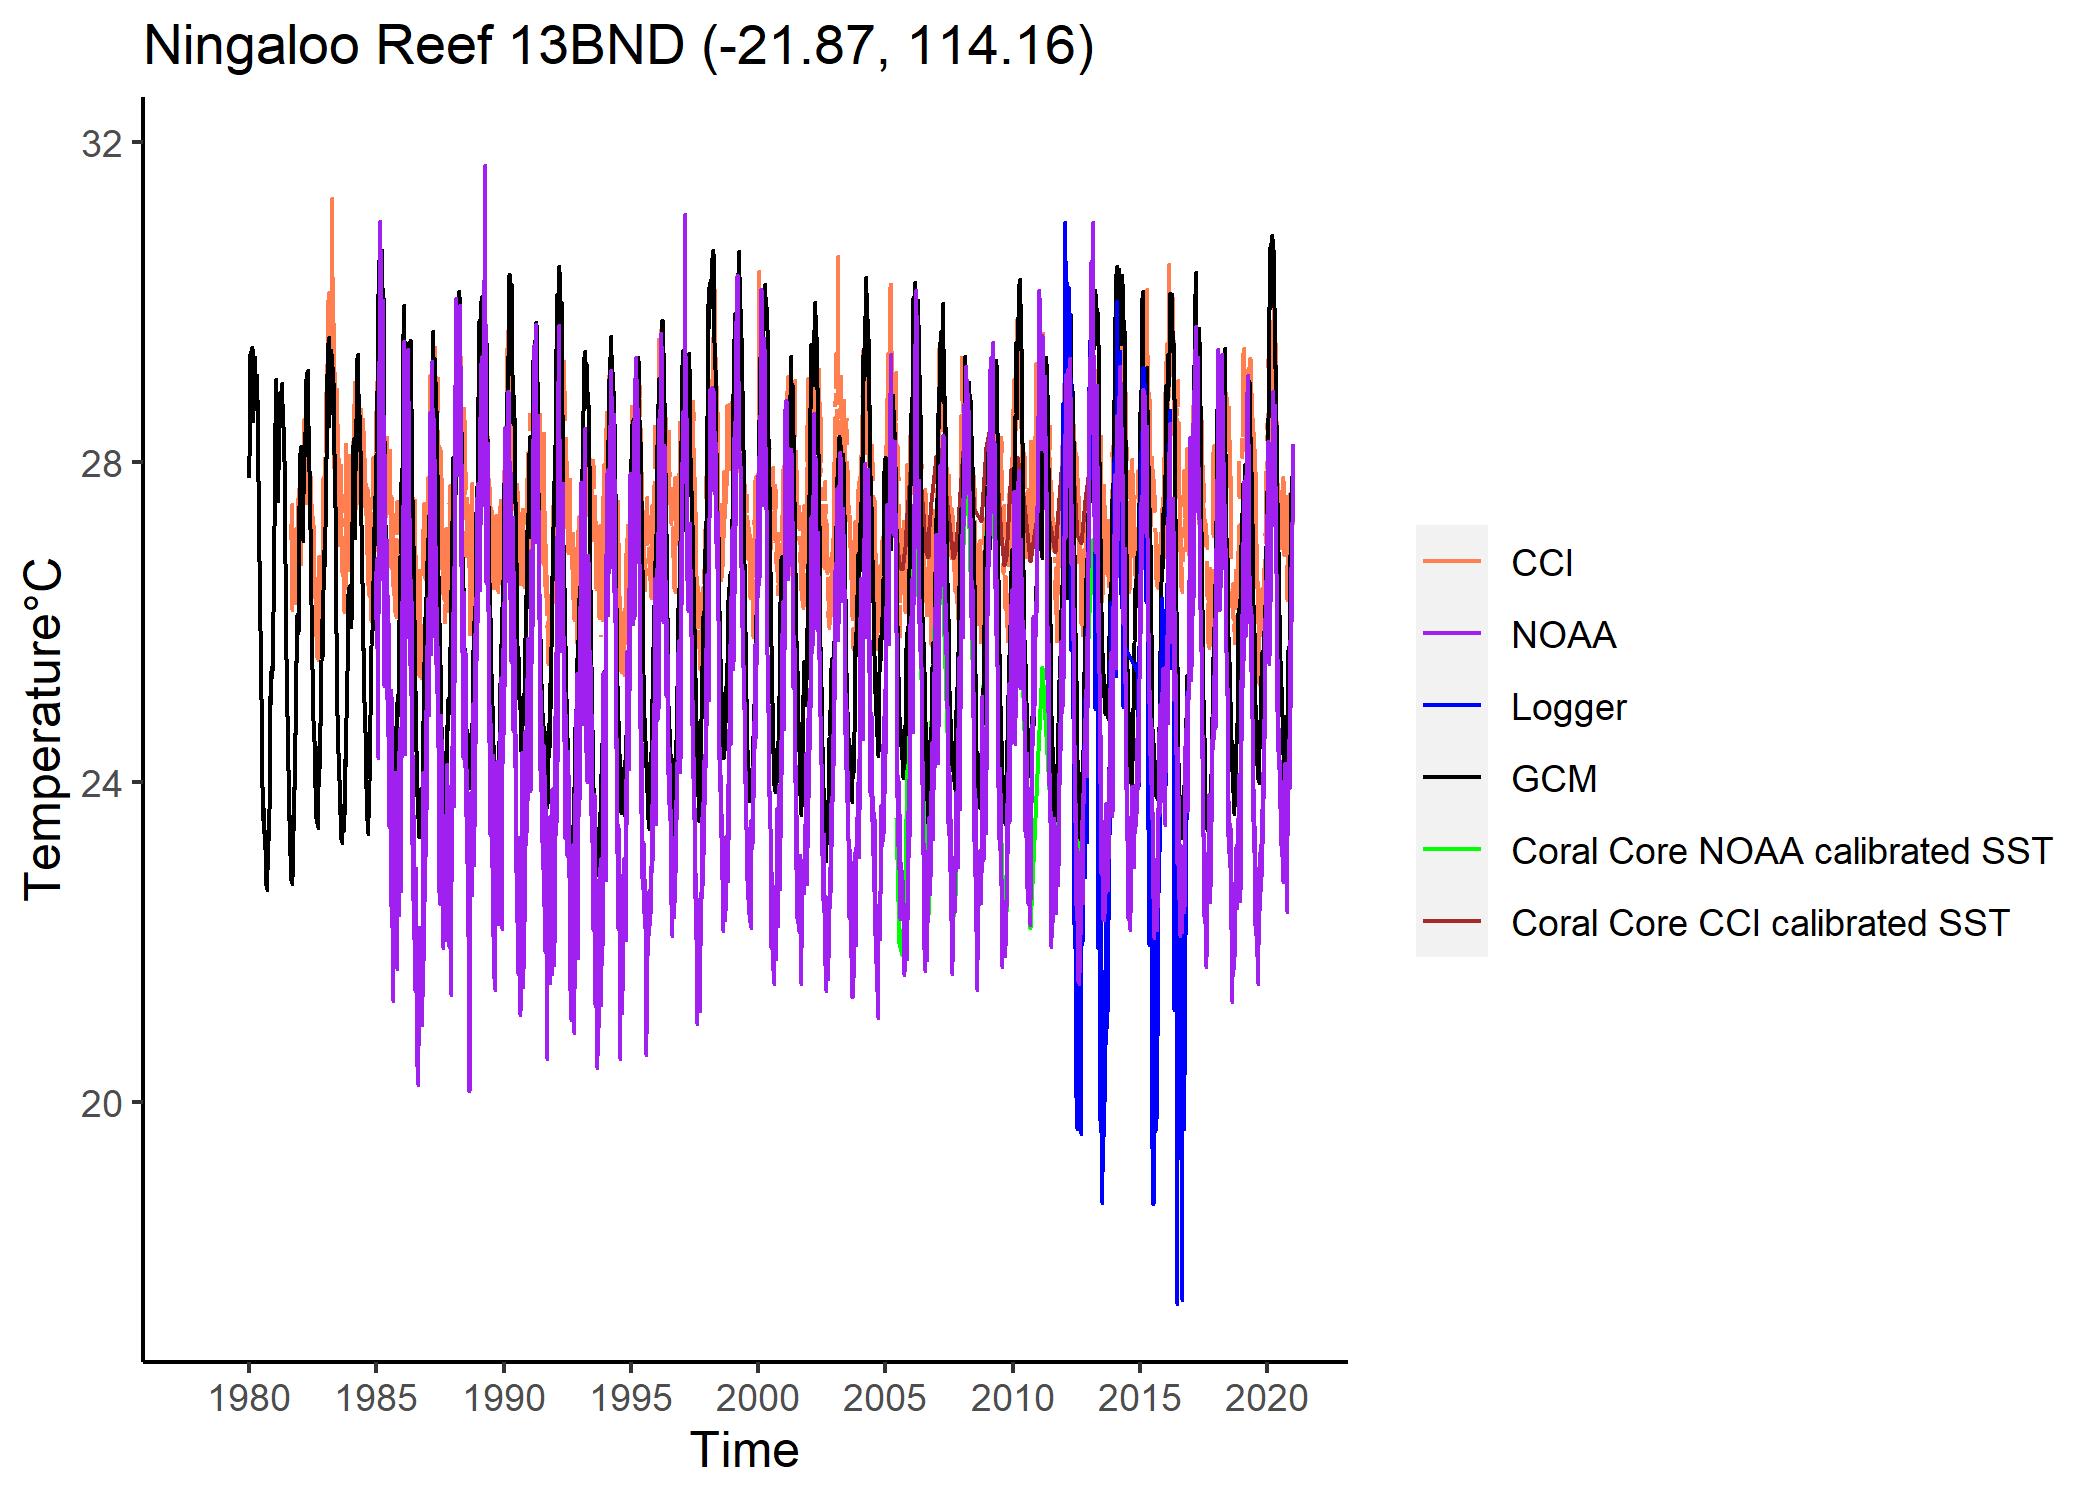 Ningaloo Reef 13BND (-21.87, 114.16)
32
28
24
20
Temperature°C
1980 1985 1990 1995 2000 2005 2010 2015 2020
Time
CCI
NOAA
Logger
GCM
Coral Core NOAA calibrated SST
Coral Core CCI calibrated SST